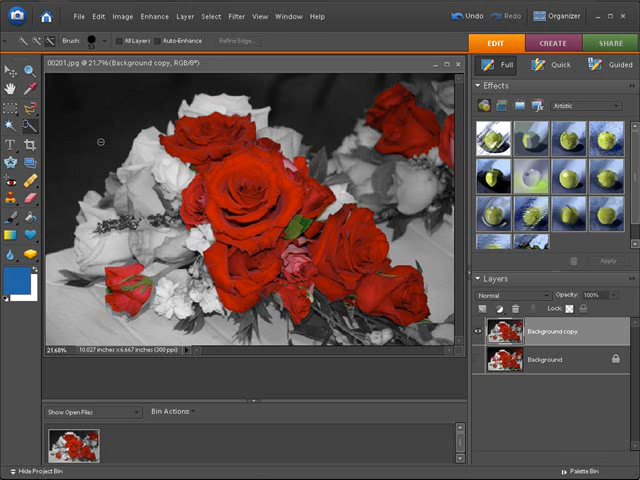 File Edit Image Enhance Layer Select Filter View Window Help
Undo Redo Organizer
Brush: All Layers Auto-Enhance Refine Edge...
EDIT CREATE SHARE
00201.jpg @ 21.7%(Background copy, RGB/8*)
Full Quick Guided
Effects
Artistic
Apply
Layers
Normal Opacity: 100%
Lock:
Background copy
Background
21.68% 10.027 inches x 6.667 inches (300 ppi)
Show Open Files Bin Actions
Hide Project Bin Palette Bin